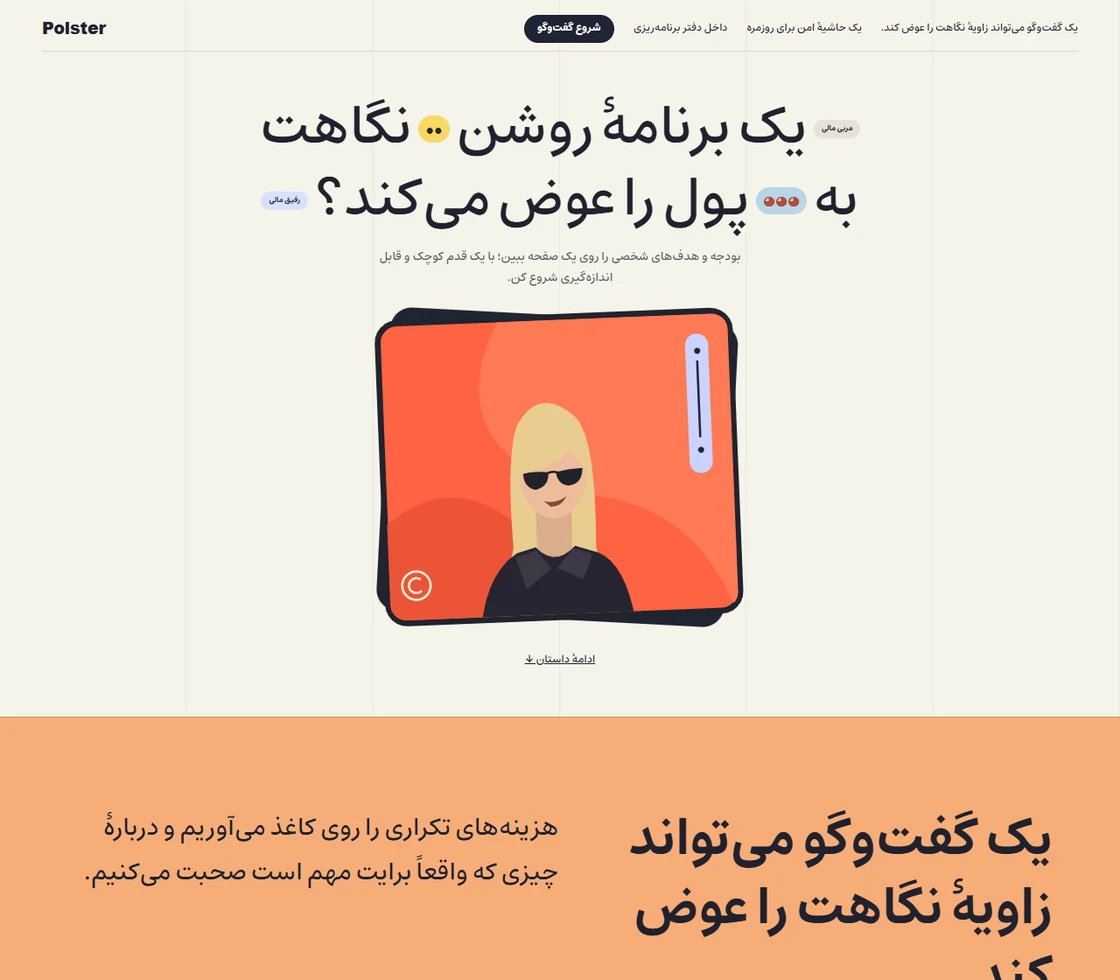 Polster
یک گفت‌وگو می‌تواند زاویهٔ نگاهت را عوض کند.
یک حاشیهٔ امن برای روزمره
داخل دفتر برنامه‌ریزی
شروع گفت‌وگو
مربی مالی
یک برنامهٔ روشن نگاهت
به پول را عوض می‌کند؟
رفیق مالی
بودجه و هدف‌های شخصی را روی یک صفحه ببین؛ با یک قدم کوچک و قابل
اندازه‌گیری شروع کن.
©
ادامهٔ داستان ↓
یک گفت‌وگو می‌تواند
زاویهٔ نگاهت را عوض
کند.
هزینه‌های تکراری را روی کاغذ می‌آوریم و دربارهٔ
چیزی که واقعاً برایت مهم است صحبت می‌کنیم.